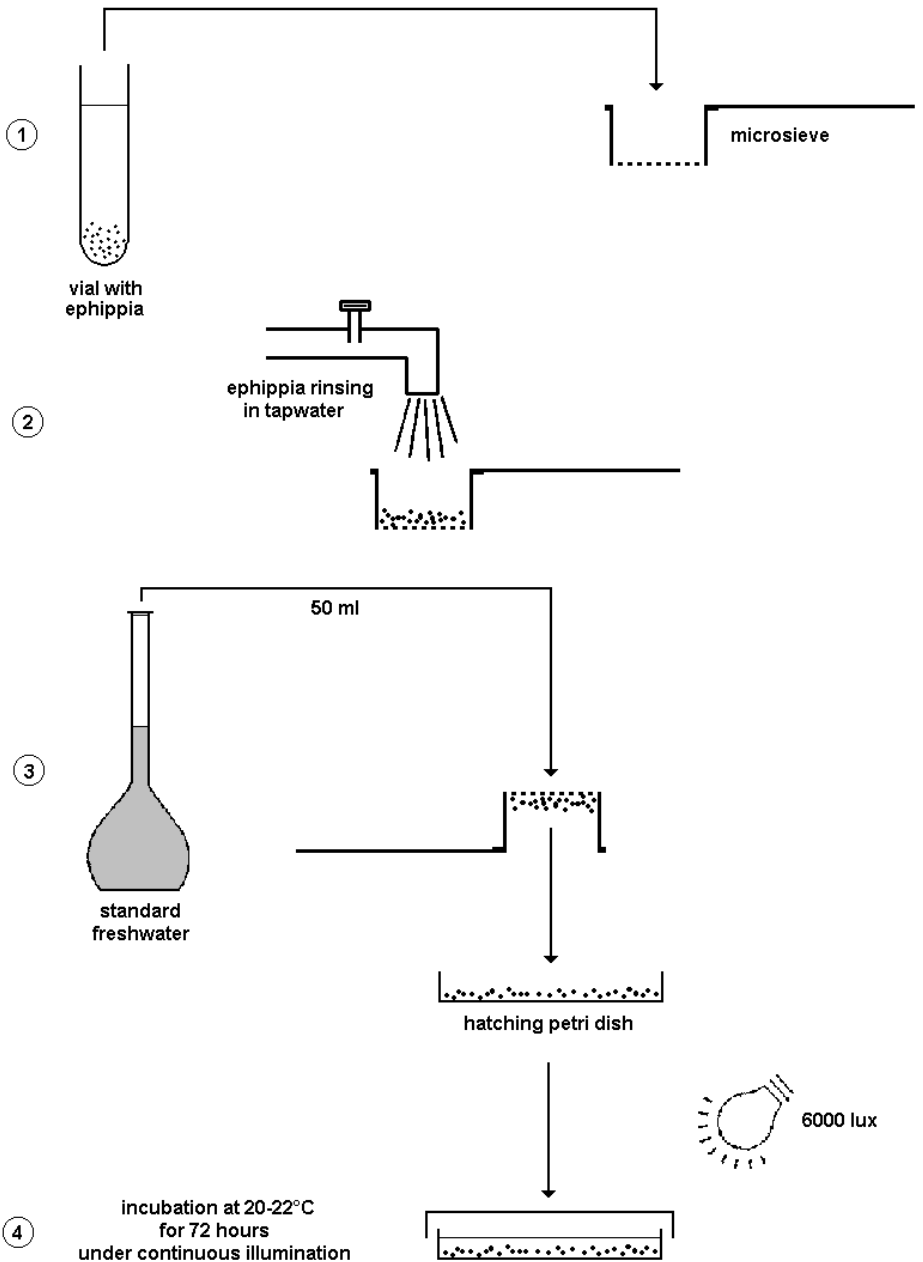 1
microsieve
vial with
ephippia
ephippia rinsing
in tapwater
2
50 ml
3
standard
freshwater
hatching petri dish
6000 lux
incubation at 20-22°C
for 72 hours
under continuous illumination
4